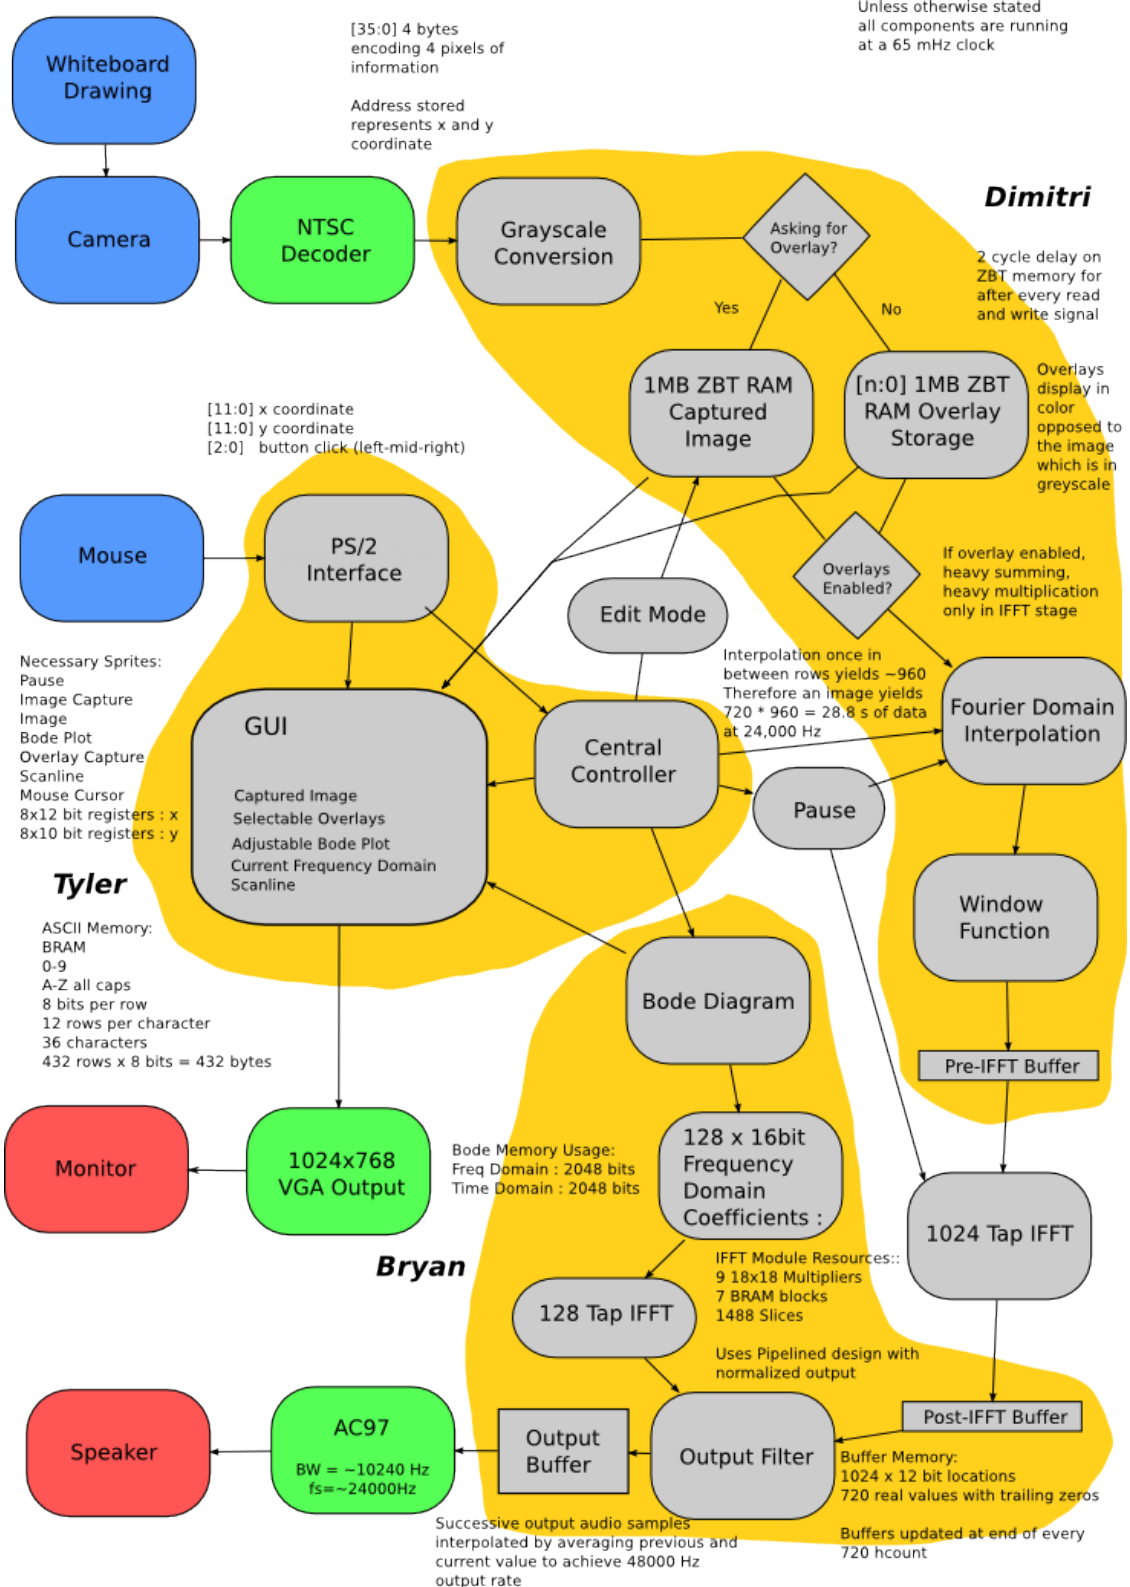 Unless otherwise stated
all components are running
at a 65 mHz clock
[35:0] 4 bytes
encoding 4 pixels of
information
Address stored
represents x and y
coordinate
Whiteboard
Drawing
Camera
NTSC
Decoder
Grayscale
Conversion
Asking for
Overlay?
Dimitri
2 cycle delay on
ZBT memory for
after every read
and write signal
Yes
No
1MB ZBT RAM
Captured
Image
[n:0] 1MB ZBT
RAM Overlay
Storage
Overlays
display in
color
opposed to
the image
which is in
greyscale
[11:0] x coordinate
[11:0] y coordinate
[2:0]   button click (left-mid-right)
Mouse
PS/2
Interface
Edit Mode
Overlays
Enabled?
If overlay enabled,
heavy summing,
heavy multiplication
only in IFFT stage
Necessary Sprites:
Pause
Image Capture
Image
Bode Plot
Overlay Capture
Scanline
Mouse Cursor
8x12 bit registers : x
8x10 bit registers : y
GUI
Captured Image
Selectable Overlays
Adjustable Bode Plot
Current Frequency Domain
Scanline
Central
Controller
Interpolation once in
between rows yields ~960
Therefore an image yields
720 * 960 = 28.8 s of data
at 24,000 Hz
Fourier Domain
Interpolation
Pause
Tyler
ASCII Memory:
BRAM
0-9
A-Z all caps
8 bits per row
12 rows per character
36 characters
432 rows x 8 bits = 432 bytes
Window
Function
Bode Diagram
Pre-IFFT Buffer
Monitor
1024x768
VGA Output
Bode Memory Usage:
Freq Domain : 2048 bits
Time Domain : 2048 bits
128 x 16bit
Frequency
Domain
Coefficients :
1024 Tap IFFT
Bryan
IFFT Module Resources::
9 18x18 Multipliers
7 BRAM blocks
1488 Slices
Uses Pipelined design with
normalized output
128 Tap IFFT
Speaker
AC97
BW = ~10240 Hz
fs=~24000Hz
Output
Buffer
Output Filter
Post-IFFT Buffer
Buffer Memory:
1024 x 12 bit locations
720 real values with trailing zeros
Buffers updated at end of every
720 hcount
Successive output audio samples
interpolated by averaging previous and
current value to achieve 48000 Hz
output rate